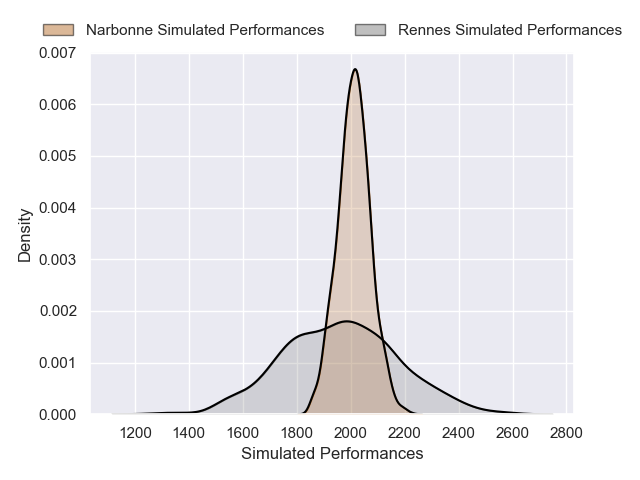 Narbonne Simulated Performances
Rennes Simulated Performances
0.007
0.006
0.005
0.004
0.003
0.002
0.001
0.000
Density
1200 1400 1600 1800 2000 2200 2400 2600 2800
Simulated Performances